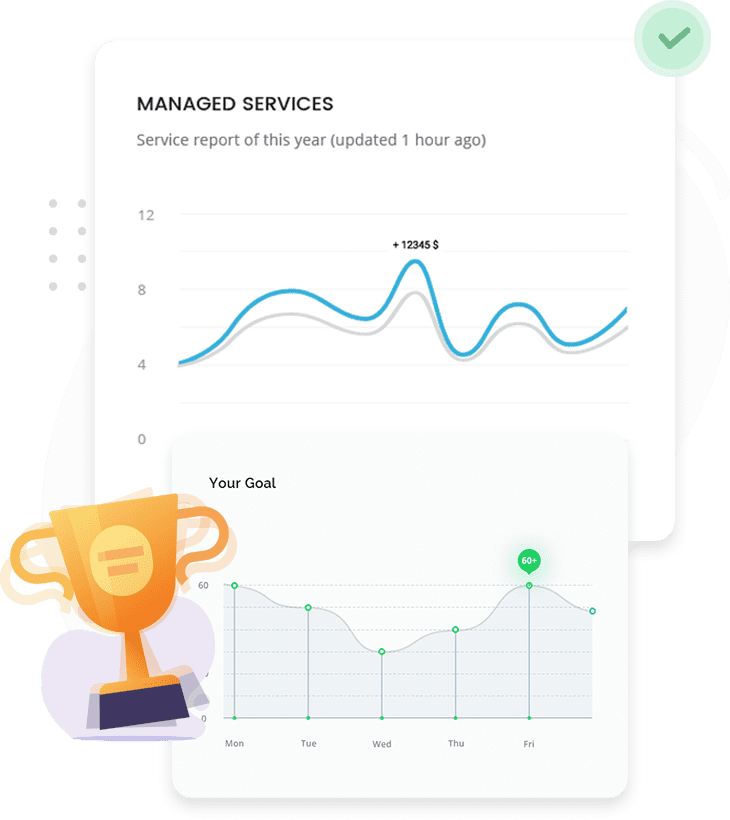 MANAGED SERVICES
Service report of this year (updated 1 hour ago)
12
+ 12345 $
8
4
0
Your Goal
60+
60
0
Mon Tue Wed Thu Fri